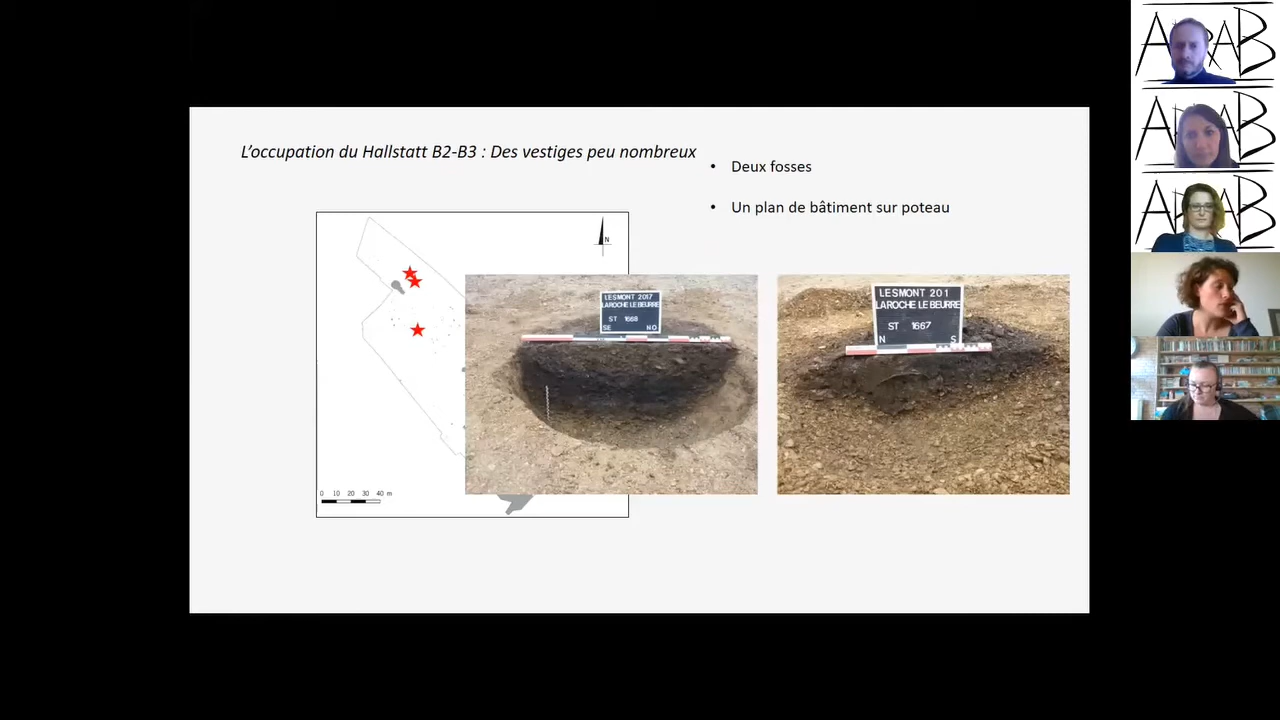 L'occupation du Hallstatt B2-B3 : Des vestiges peu nombreux
• Deux fosses
• Un plan de bâtiment sur poteau
N
0 10 20 30 40 m
LESMONT 2017
LAROCHE LE BEURRE
ST 1668
SE NO
LESMONT 201
LAROCHE LE BEURRE
ST 1667
N S